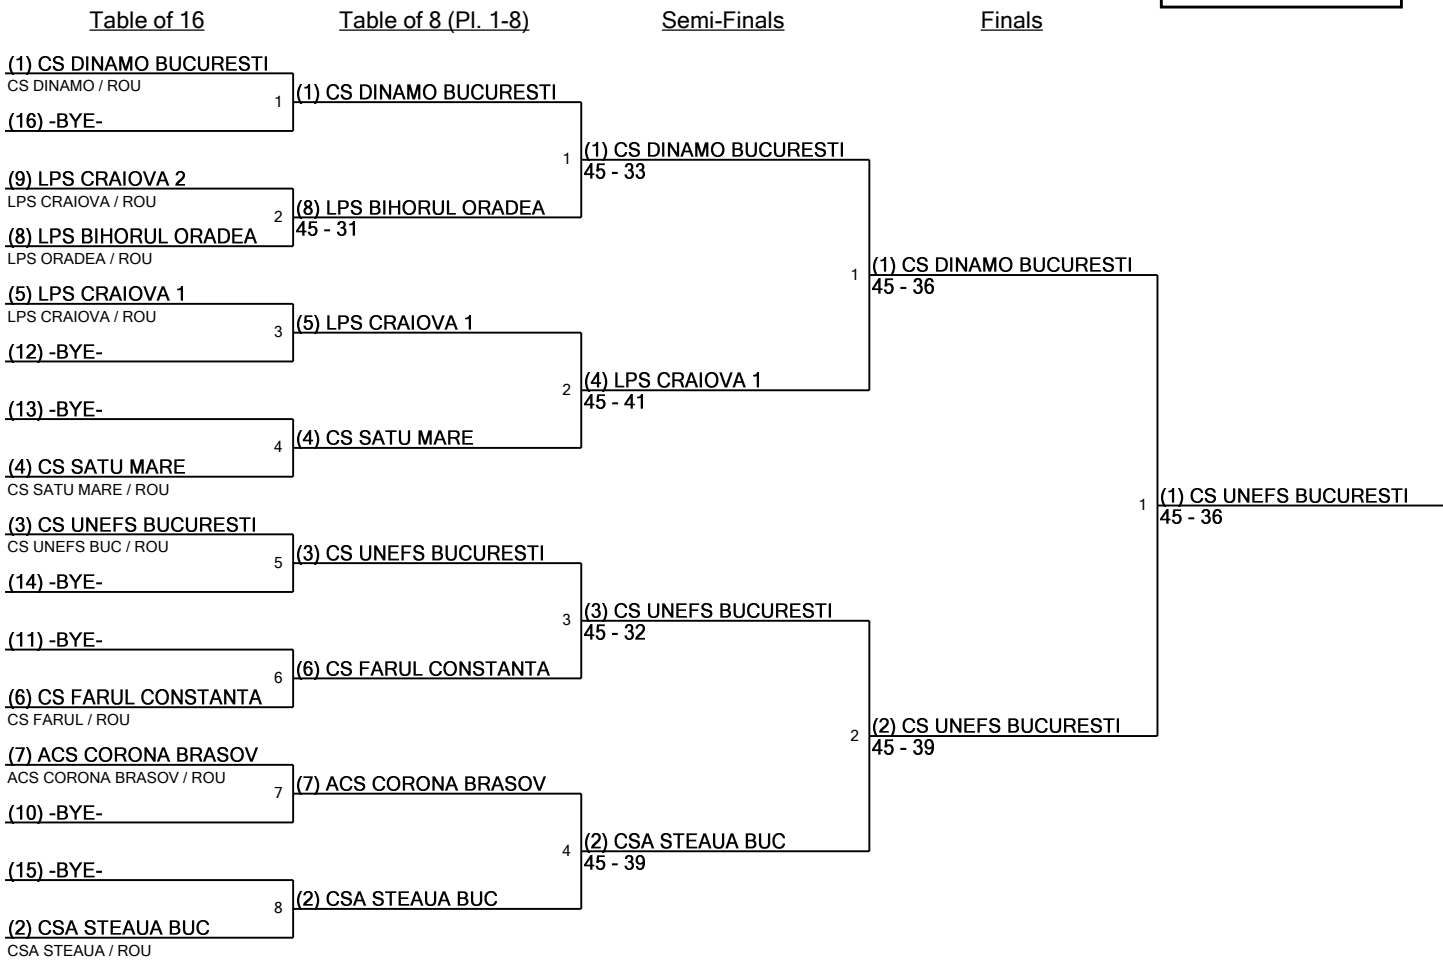 Table of 16
Table of 8 (Pl. 1-8)
Semi-Finals
Finals
(1) CS DINAMO BUCURESTI
CS DINAMO / ROU
1
(16) -BYE-
(9) LPS CRAIOVA 2
LPS CRAIOVA / ROU
2
(8) LPS BIHORUL ORADEA
LPS ORADEA / ROU
(5) LPS CRAIOVA 1
LPS CRAIOVA / ROU
3
(12) -BYE-
(13) -BYE-
4
(4) CS SATU MARE
CS SATU MARE / ROU
(3) CS UNEFS BUCURESTI
CS UNEFS BUC / ROU
5
(14) -BYE-
(11) -BYE-
6
(6) CS FARUL CONSTANTA
CS FARUL / ROU
(7) ACS CORONA BRASOV
ACS CORONA BRASOV / ROU
7
(10) -BYE-
(15) -BYE-
8
(2) CSA STEAUA BUC
CSA STEAUA / ROU
(1) CS DINAMO BUCURESTI
1
(8) LPS BIHORUL ORADEA
45 - 31
(5) LPS CRAIOVA 1
2
(4) CS SATU MARE
(3) CS UNEFS BUCURESTI
3
(6) CS FARUL CONSTANTA
(7) ACS CORONA BRASOV
4
(2) CSA STEAUA BUC
(1) CS DINAMO BUCURESTI
45 - 33
1
(4) LPS CRAIOVA 1
45 - 41
(3) CS UNEFS BUCURESTI
45 - 32
2
(2) CSA STEAUA BUC
45 - 39
(1) CS DINAMO BUCURESTI
45 - 36
1
(2) CS UNEFS BUCURESTI
45 - 39
(1) CS UNEFS BUCURESTI
45 - 36